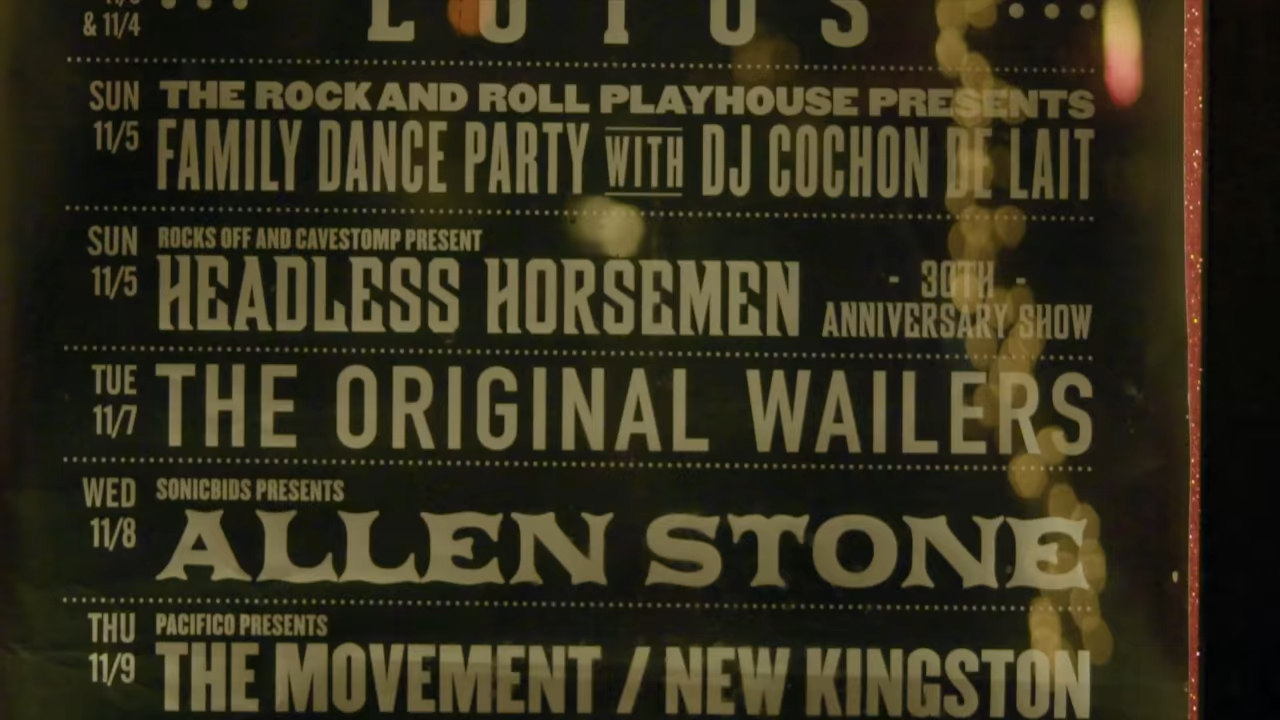 & 11/4
LOTUS
SUN 11/5
THE ROCK AND ROLL PLAYHOUSE PRESENTS
FAMILY DANCE PARTY WITH DJ COCHON DE LAIT
SUN 11/5
ROCKS OFF AND CAVESTOMP PRESENT
HEADLESS HORSEMEN - 30TH - ANNIVERSARY SHOW
TUE 11/7
THE ORIGINAL WAILERS
WED 11/8
SONICBIDS PRESENTS
ALLEN STONE
THU 11/9
PACIFICO PRESENTS
THE MOVEMENT / NEW KINGSTON